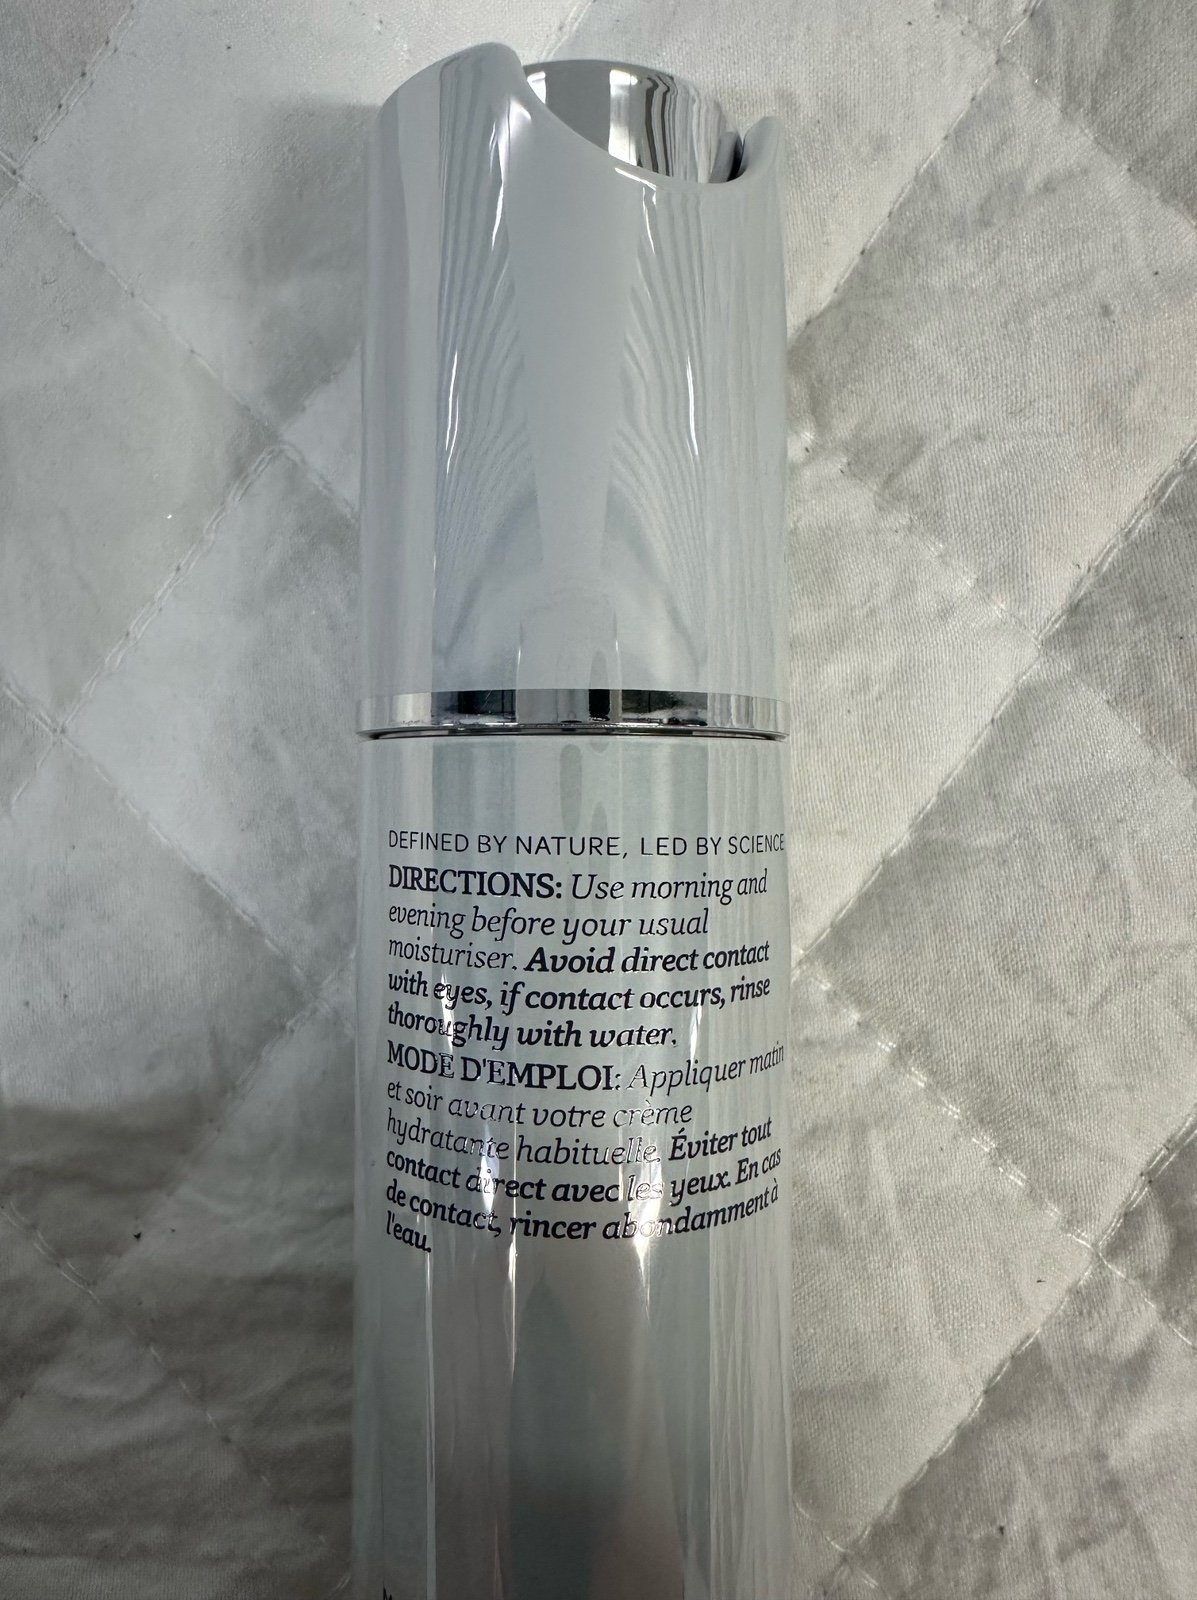 DEFINED BY NATURE, LED BY SCIENCE
DIRECTIONS: Use morning and
evening before your usual
moisturiser. Avoid direct contact
with eyes, if contact occurs, rinse
thoroughly with water.
MODE D'EMPLOI: Appliquer matin
et soir avant votre crème
hydratante habituelle. Éviter tout
contact direct avec les yeux. En cas
de contact, rincer abondamment à
l'eau.